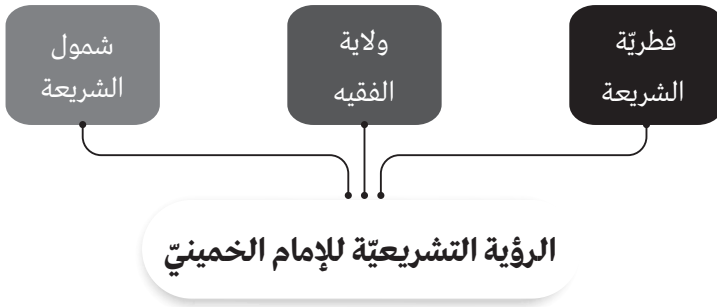 فطريّة
الشريعة
ولاية
الفقيه
شمول
الشريعة
الرؤية التشريعيّة للإمام الخمينيّ